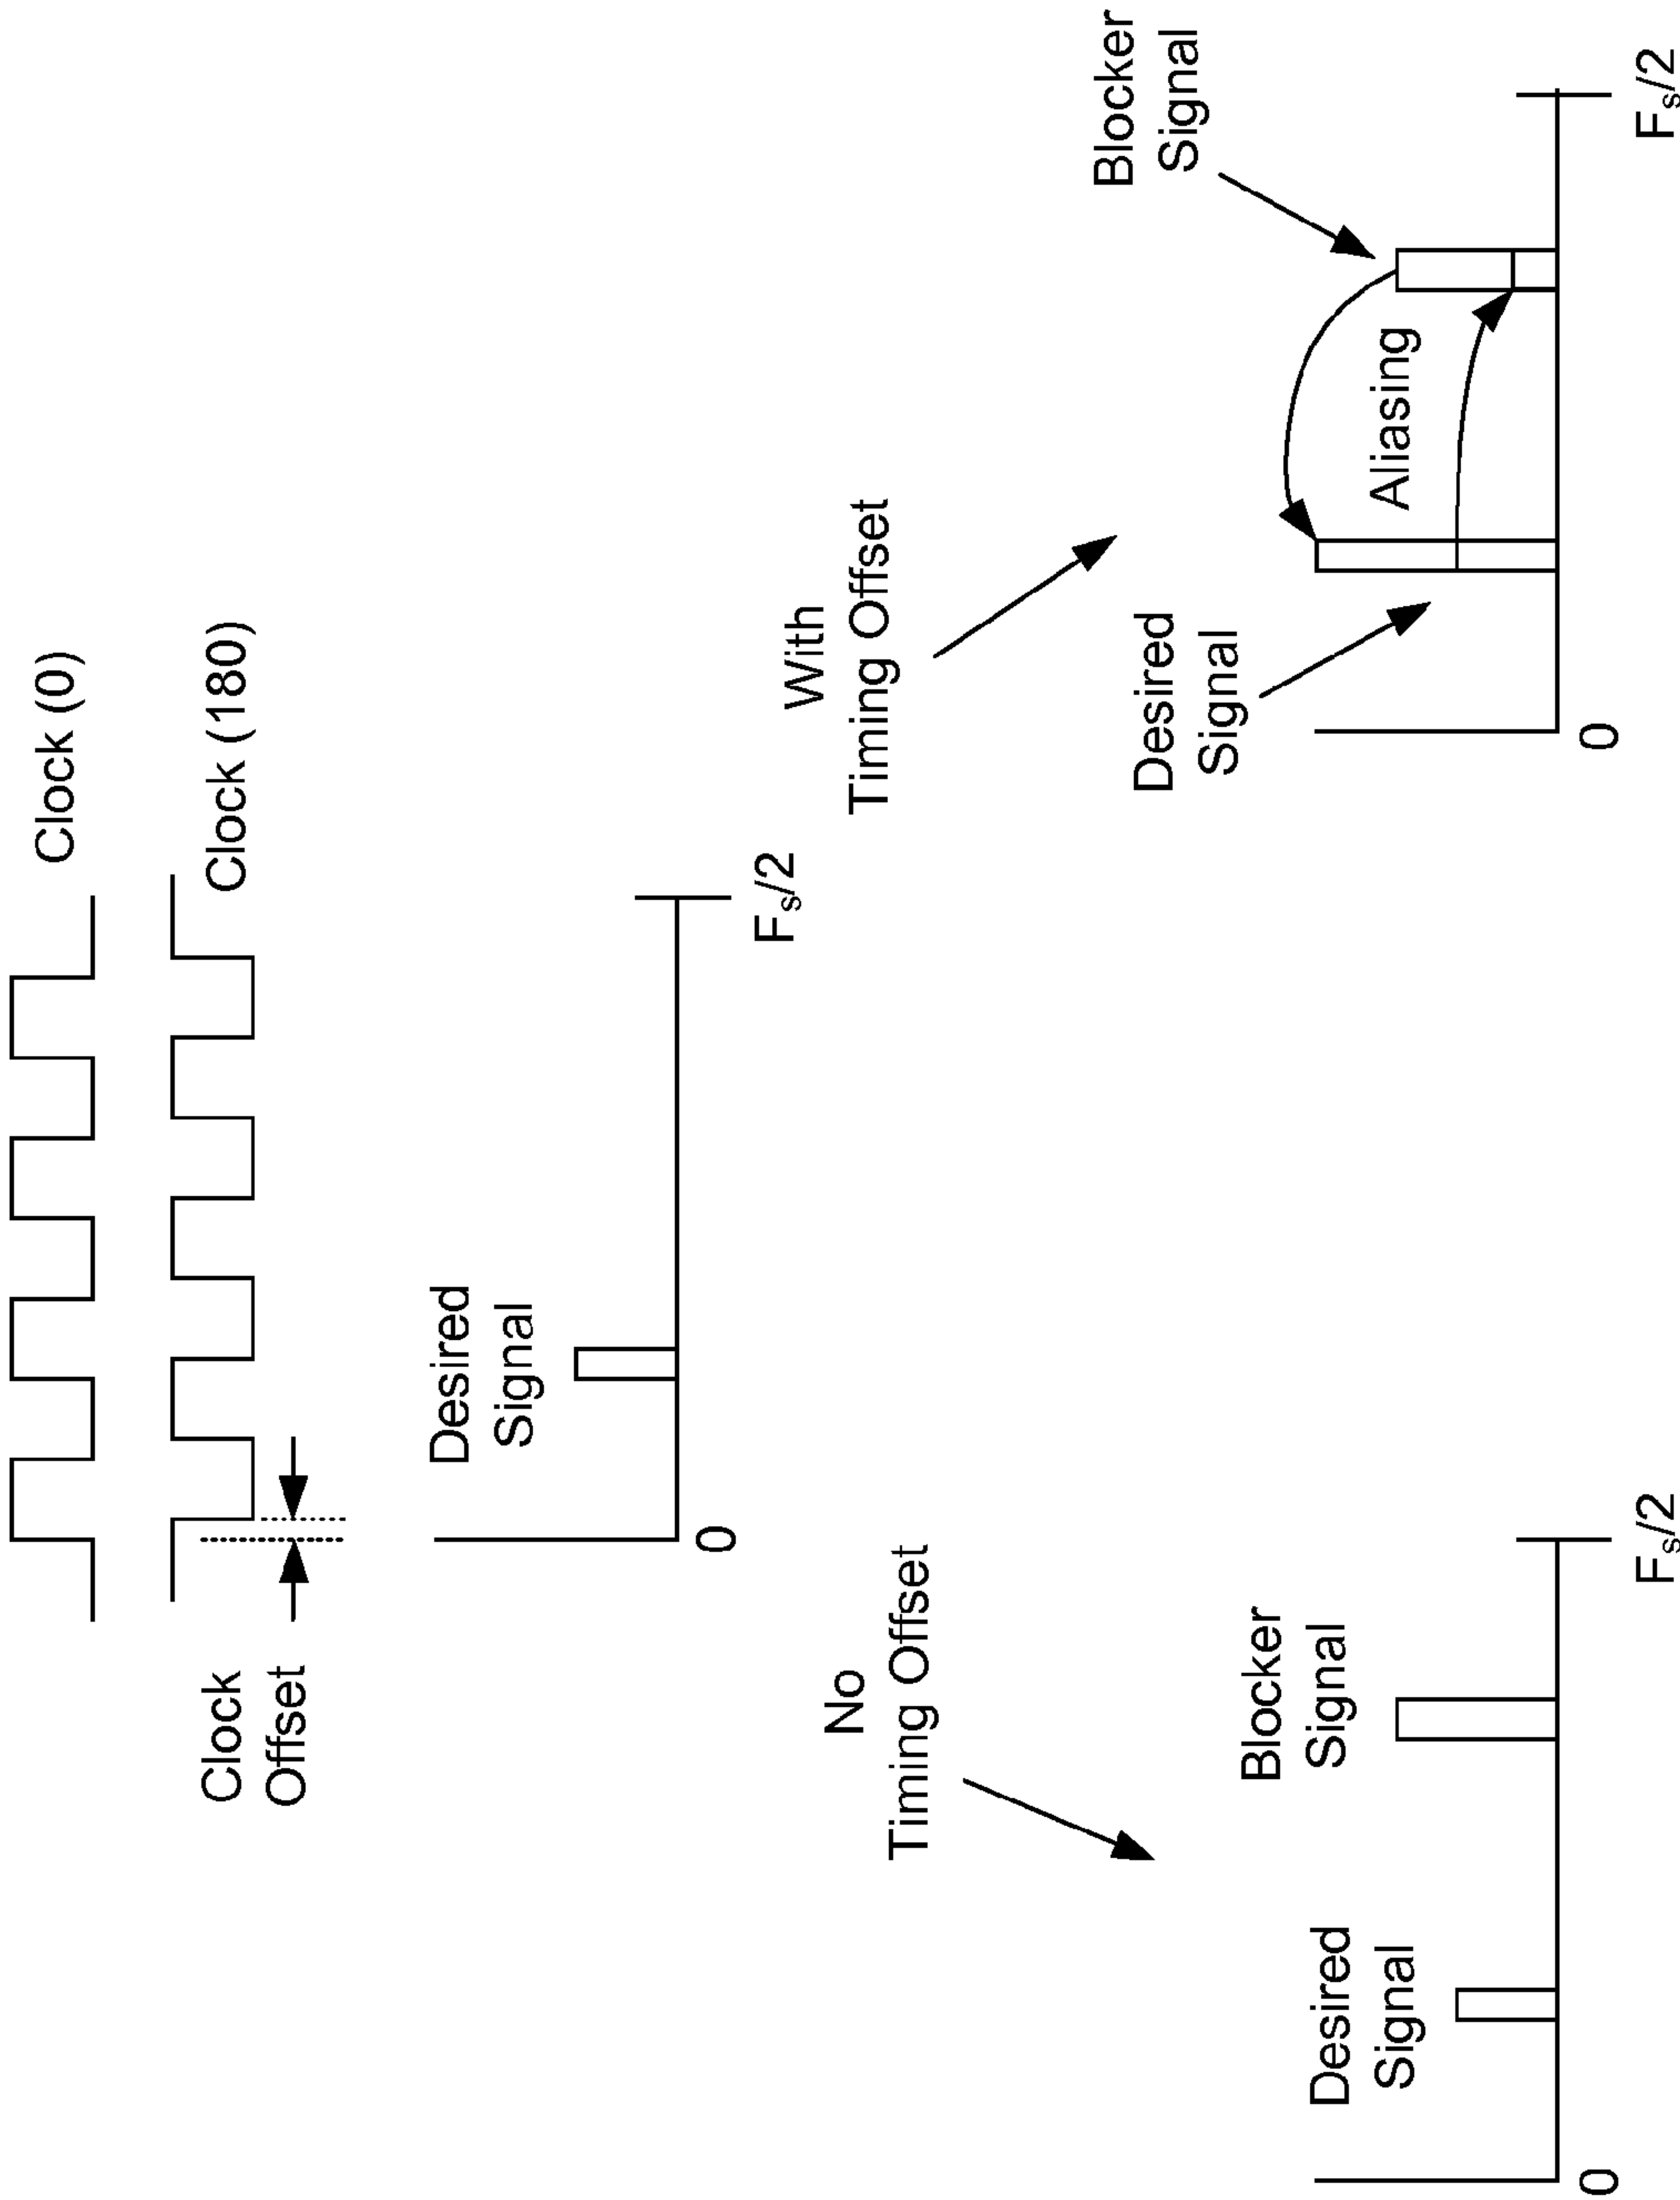 Clock (0)
Clock (180)
Clock
Offset
Desired
Signal
0
Fs/2
No
Timing Offset
With
Timing Offset
Desired
Signal
Blocker
Signal
0
Fs/2
Desired
Signal
Blocker
Signal
Aliasing
0
Fs/2